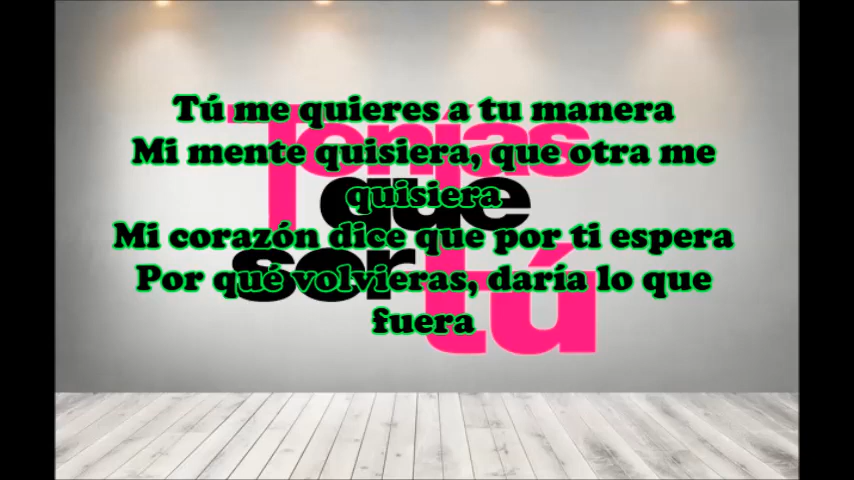 Tú me quieres a tu manera
Mi mente quisiera, que otra me
quisiera
Mi corazón dice que por ti espera
Por qué volvieras, daría lo que
fuera
Tenías
que
ser tú